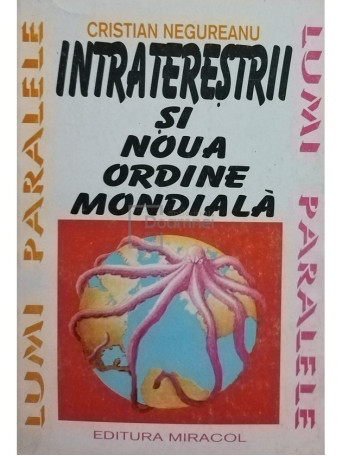 CRISTIAN NEGUREANU
INTRATEREȘTRII
ȘI
NOUA
ORDINE
MONDIALĂ
LUMI PARALELE
LUMI PARALELE
EDITURA MIRACOL